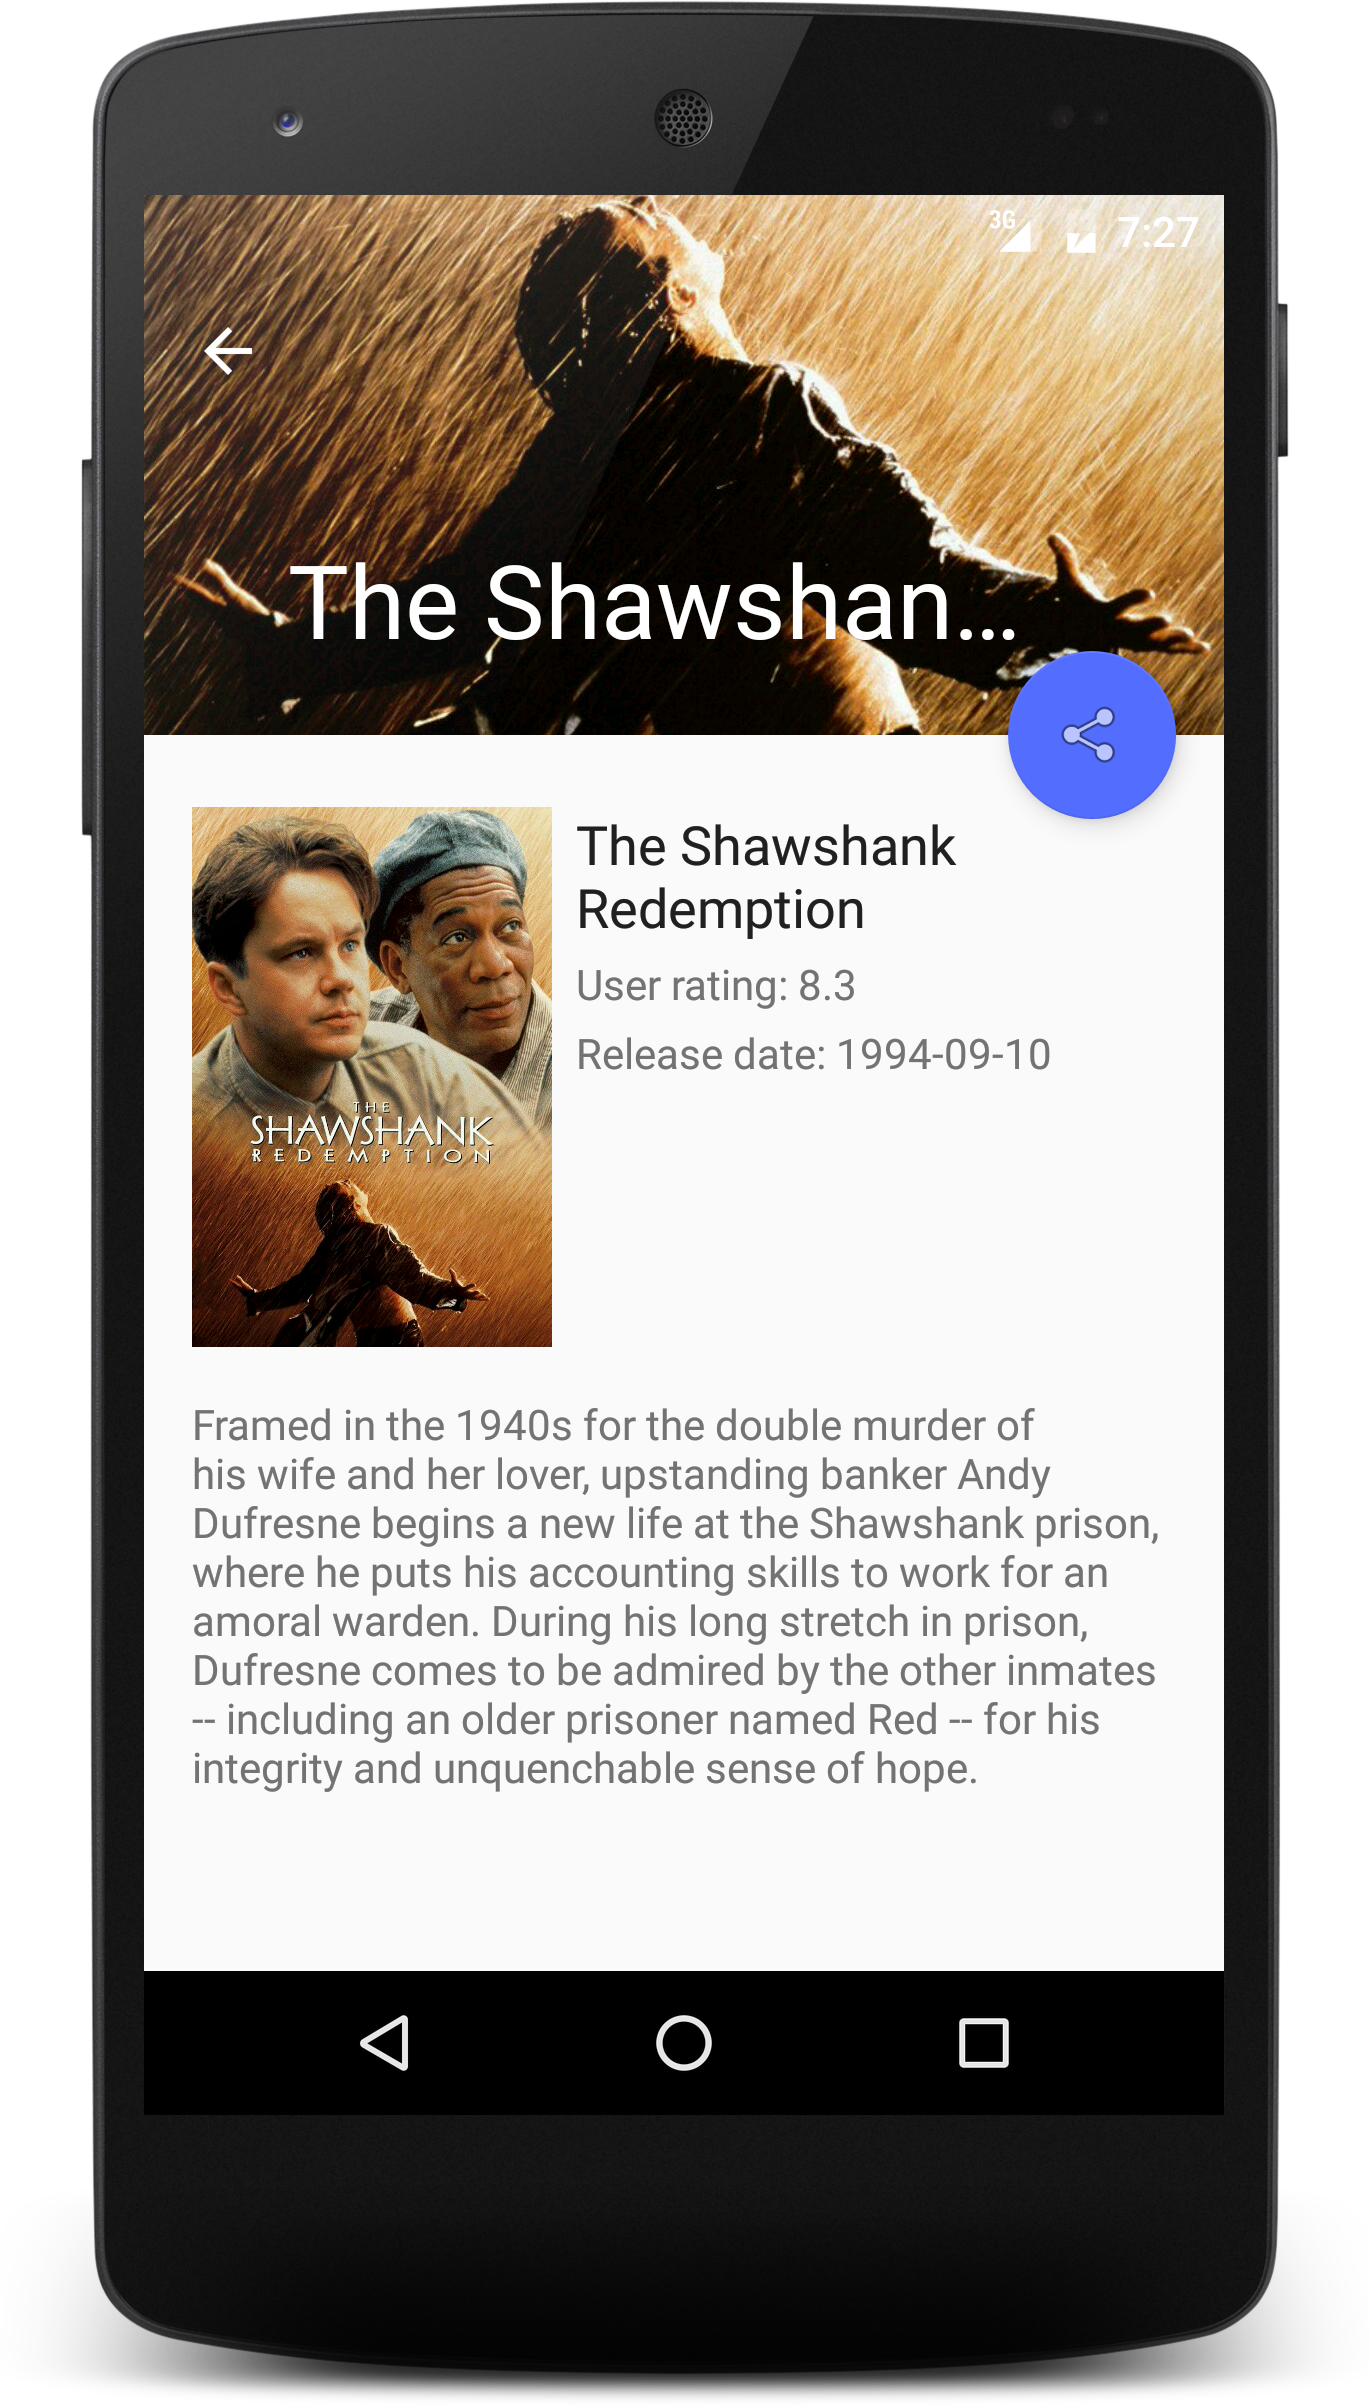 3G 7:27
The Shawshan...
The Shawshank
Redemption
User rating: 8.3
Release date: 1994-09-10
THE
SHAWSHANK
REDEMPTION
Framed in the 1940s for the double murder of
his wife and her lover, upstanding banker Andy
Dufresne begins a new life at the Shawshank prison,
where he puts his accounting skills to work for an
amoral warden. During his long stretch in prison,
Dufresne comes to be admired by the other inmates
-- including an older prisoner named Red -- for his
integrity and unquenchable sense of hope.